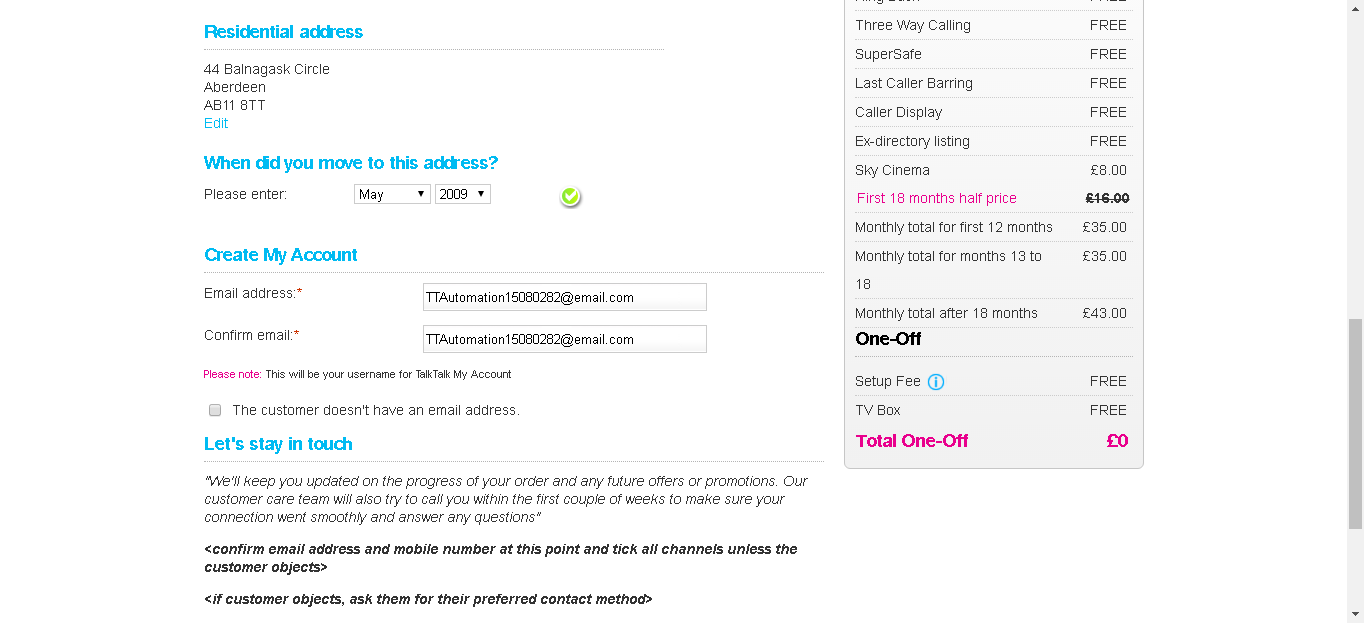 Residential address
44 Balnagask Circle
Aberdeen
AB11 8TT
Edit
When did you move to this address?
Please enter: May 2009
Create My Account
Email address:* TTAutomation15080282@email.com
Confirm email:* TTAutomation15080282@email.com
Please note: This will be your username for TalkTalk My Account
The customer doesn't have an email address.
Let's stay in touch
"We'll keep you updated on the progress of your order and any future offers or promotions. Our
customer care team will also try to call you within the first couple of weeks to make sure your
connection went smoothly and answer any questions"
<confirm email address and mobile number at this point and tick all channels unless the
customer objects>
<if customer objects, ask them for their preferred contact method>
Three Way Calling FREE
SuperSafe FREE
Last Caller Barring FREE
Caller Display FREE
Ex-directory listing FREE
Sky Cinema £8.00
First 18 months half price £16.00
Monthly total for first 12 months £35.00
Monthly total for months 13 to £35.00
18
Monthly total after 18 months £43.00
One-Off
Setup Fee FREE
TV Box FREE
Total One-Off £0